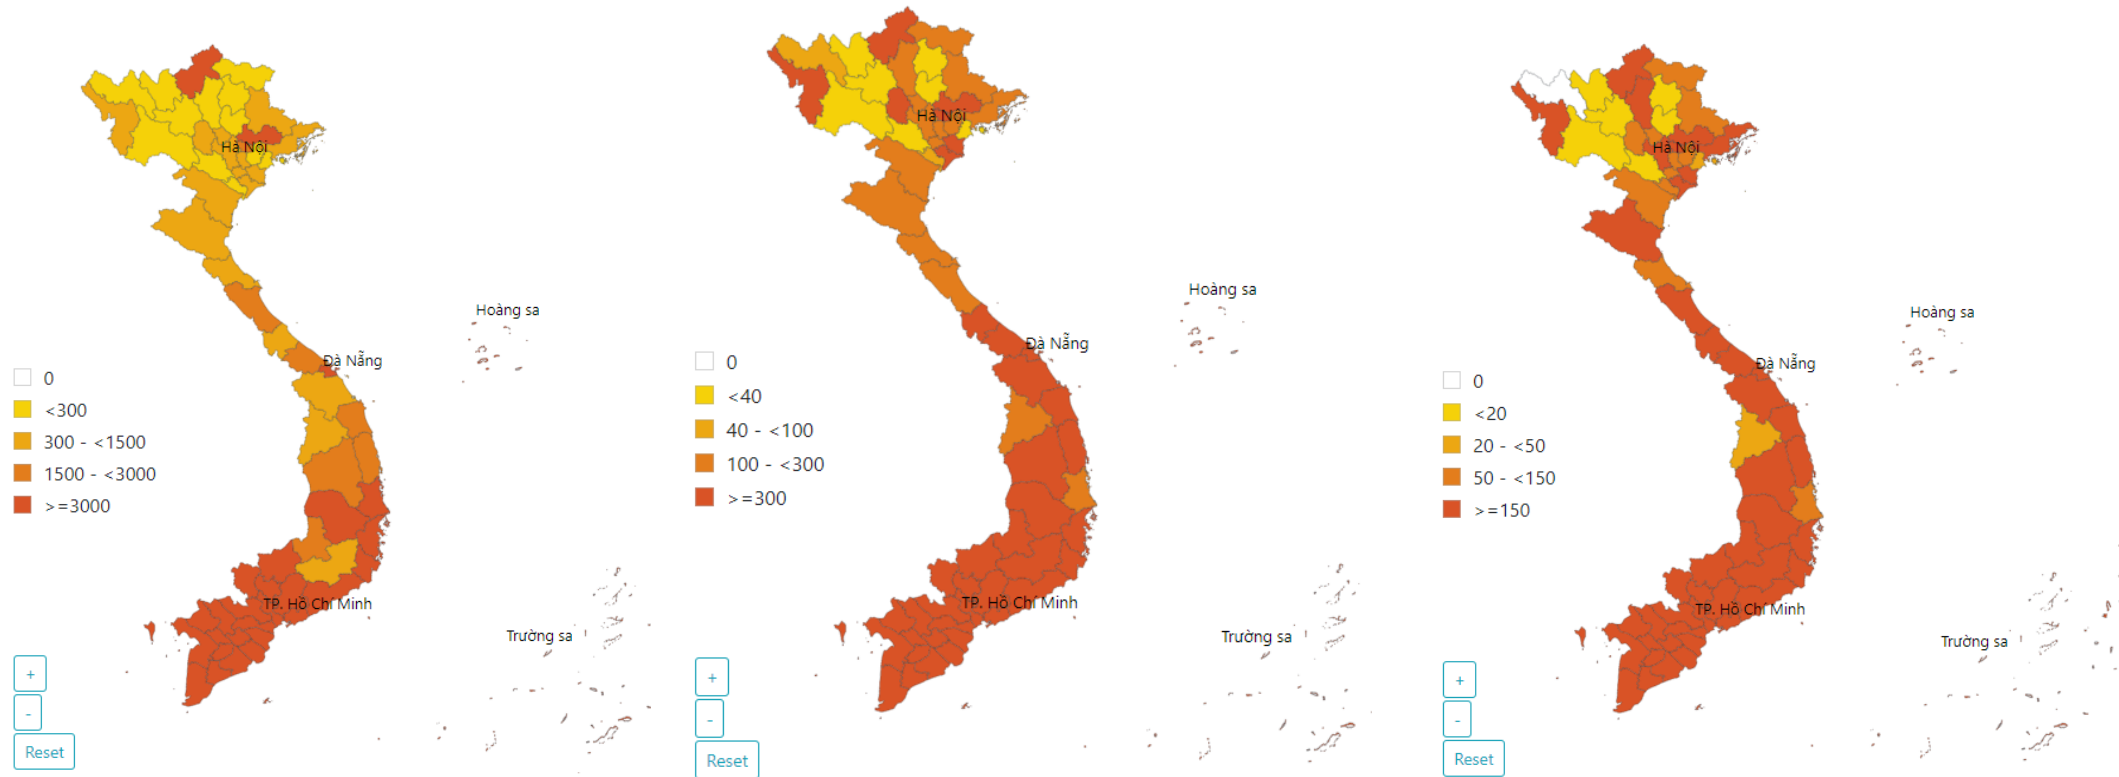 Hà Nội
Hoàng sa
Đà Nẵng
0
<300
300 - <1500
1500 - <3000
>=3000
TP. Hồ Chí Minh
Trường sa
+
-
Reset
Hà Nội
Hoàng sa
Đà Nẵng
0
<40
40 - <100
100 - <300
>=300
TP. Hồ Chí Minh
Trường sa
+
-
Reset
Hà Nội
Hoàng sa
Đà Nẵng
0
<20
20 - <50
50 - <150
>=150
TP. Hồ Chí Minh
Trường sa
+
-
Reset